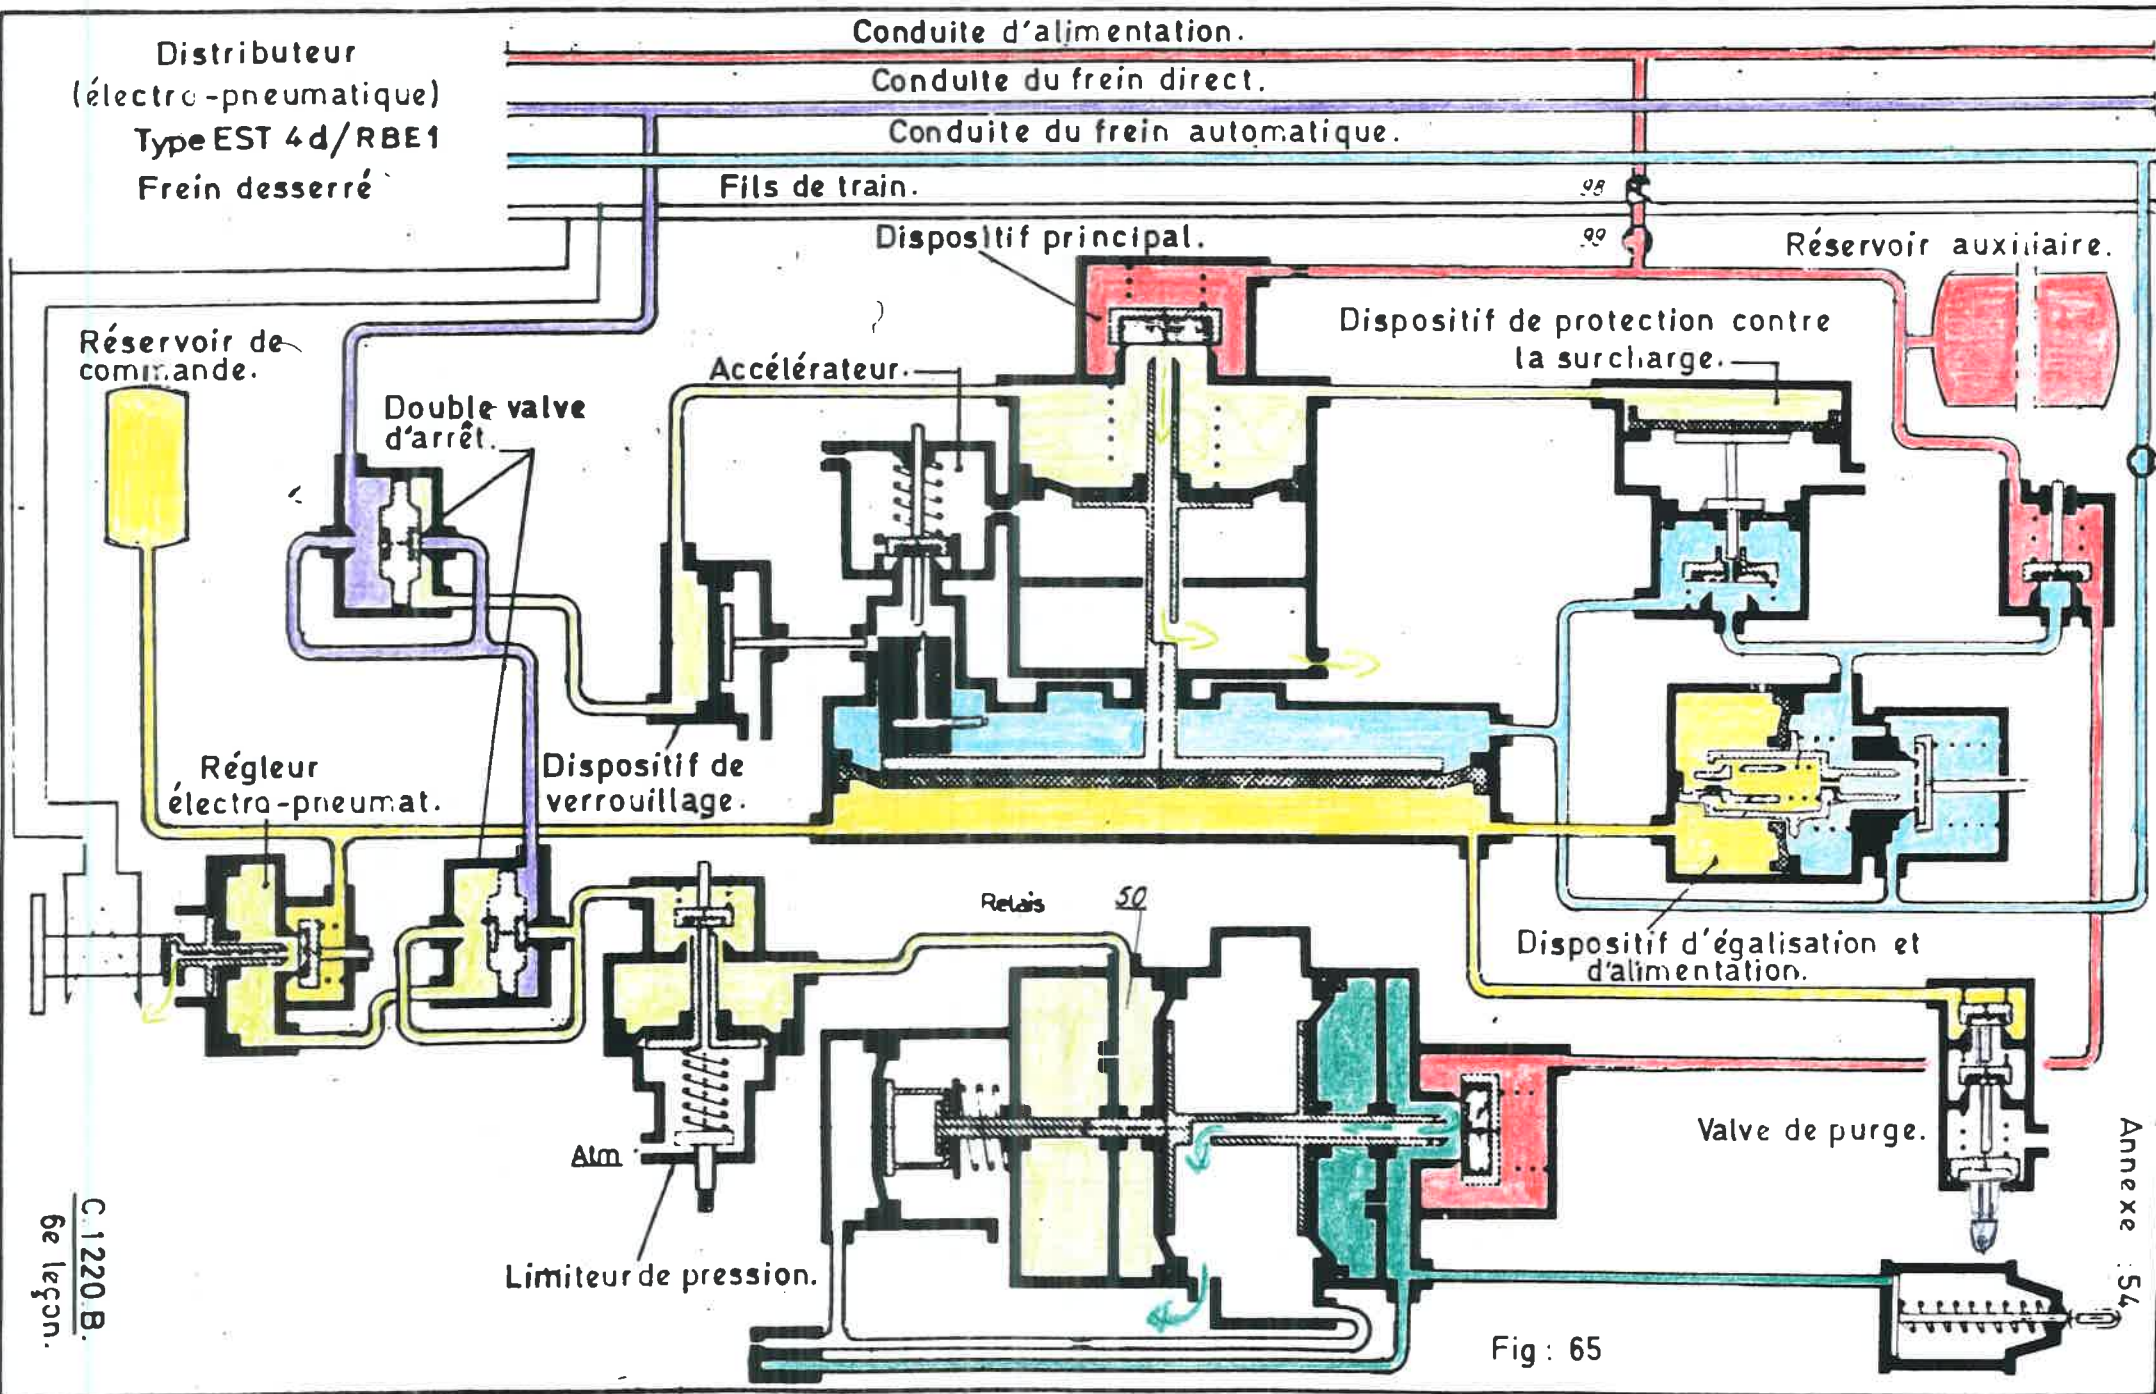 Distributeur
(électro-pneumatique)
Type EST 4d/RBE1
Frein desserré
Conduite d'alimentation.
Conduite du frein direct.
Conduite du frein automatique.
Fils de train.
98
99
Dispositif principal.
Réservoir auxiliaire.
Réservoir de
commande.
Dispositif de protection contre
la surcharge.
Accélérateur.
Double valve
d'arrêt.
Régleur
électro-pneumat.
Dispositif de
verrouillage.
Relais
50
Dispositif d'égalisation et
d'alimentation.
Valve de purge.
Atm
Limiteur de pression.
Fig : 65
Annexe : 54
C.1220.B.
6e leçon.